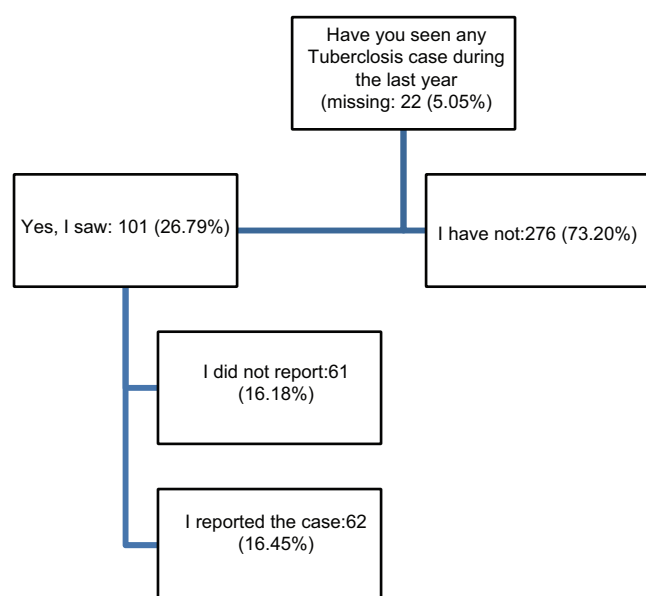 Have you seen any
Tuberclosis case during
the last year
(missing: 22 (5.05%)
Yes, I saw: 101 (26.79%)
I have not:276 (73.20%)
I did not report:61
(16.18%)
I reported the case:62
(16.45%)